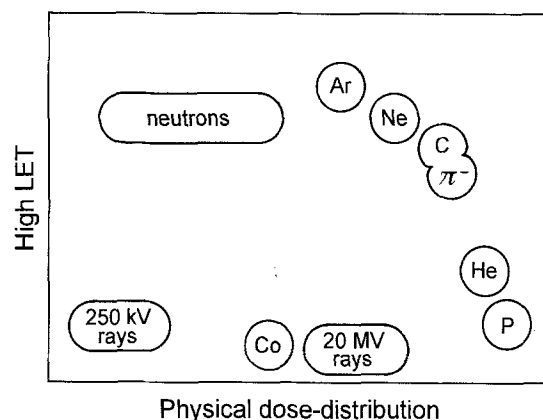 Ar
Ne
neutrons
C
π⁻
He
250 kV
rays
P
Co
20 MV
rays
High LET
Physical dose-distribution